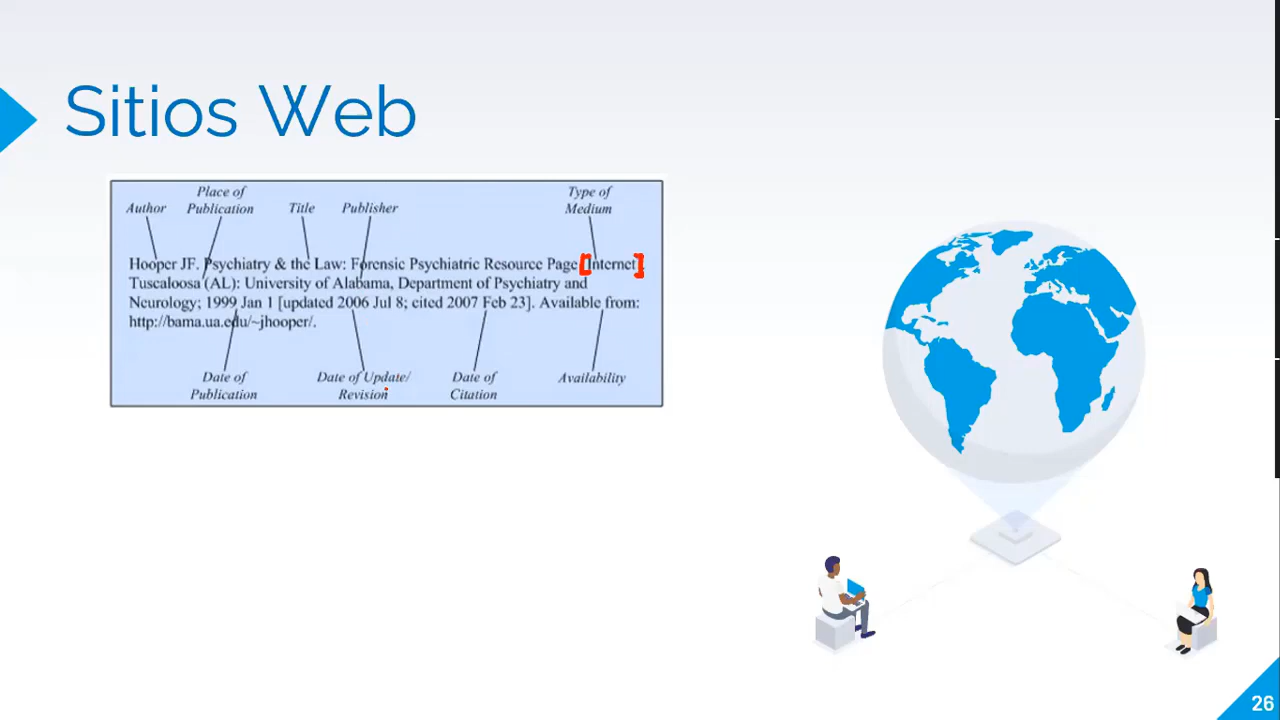 Sitios Web
Place of
Author Publication Title Publisher
Type of
Medium
Hooper JF. Psychiatry & the Law: Forensic Psychiatric Resource Page [Internet]
Tuscaloosa (AL): University of Alabama, Department of Psychiatry and
Neurology; 1999 Jan 1 [updated 2006 Jul 8; cited 2007 Feb 23]. Available from:
http://bama.ua.edu/~jhooper/.
Date of
Publication
Date of Update/
Revision
Date of
Citation
Availability
26